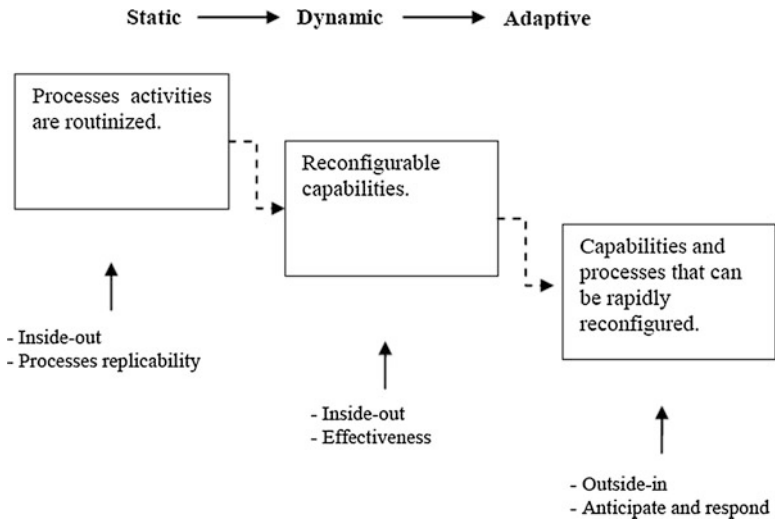 Static Dynamic Adaptive
Processes activities
are routinized.
Reconfigurable
capabilities.
Capabilities and
processes that can
be rapidly
reconfigured.
- Inside-out
- Processes replicability
- Inside-out
- Effectiveness
- Outside-in
- Anticipate and respond